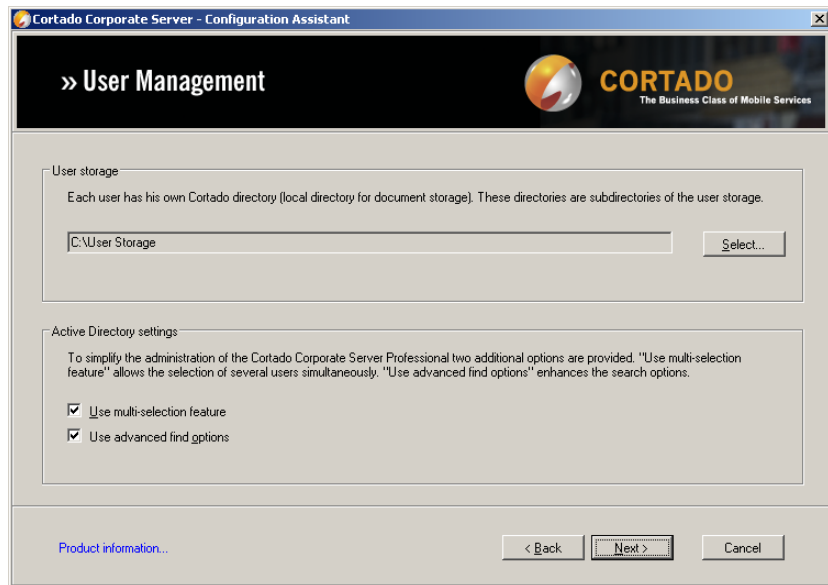 Cortado Corporate Server - Configuration Assistant
» User Management
CORTADO
The Business Class of Mobile Services
User storage
Each user has his own Cortado directory (local directory for document storage). These directories are subdirectories of the user storage.
C:\User Storage
Select...
Active Directory settings
To simplify the administration of the Cortado Corporate Server Professional two additional options are provided. "Use multi-selection
feature" allows the selection of several users simultaneously. "Use advanced find options" enhances the search options.
Use multi-selection feature
Use advanced find options
Product information...
< Back
Next >
Cancel